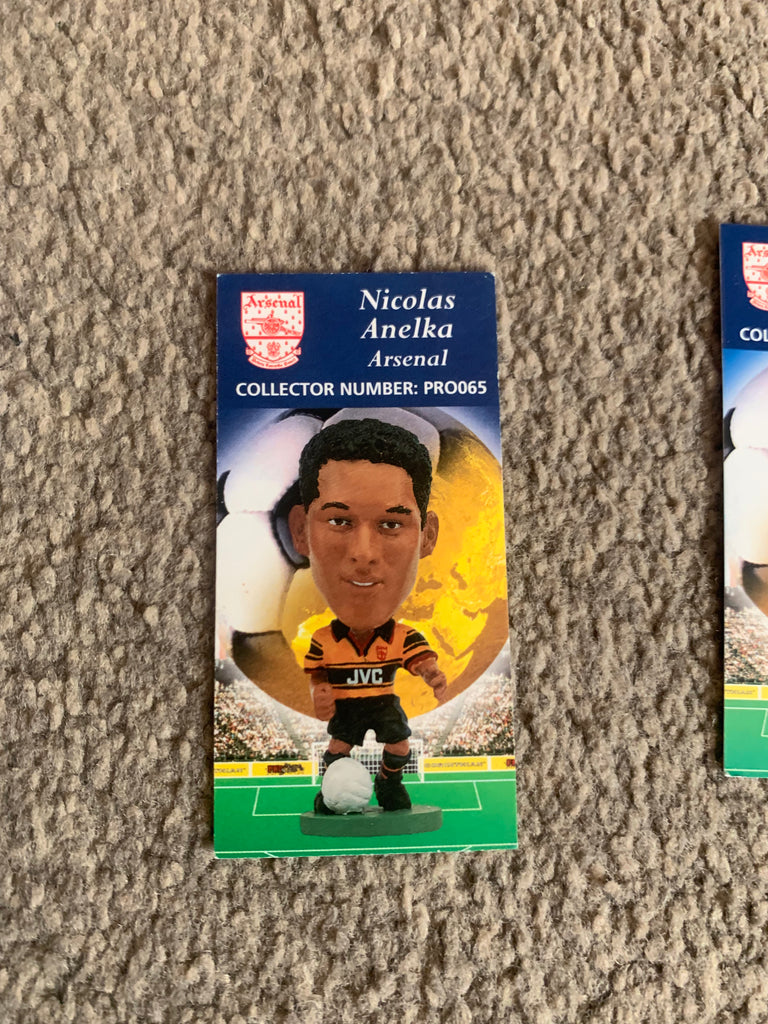 Arsenal
Nicolas
Anelka
Arsenal
COLLECTOR NUMBER: PRO065
JVC